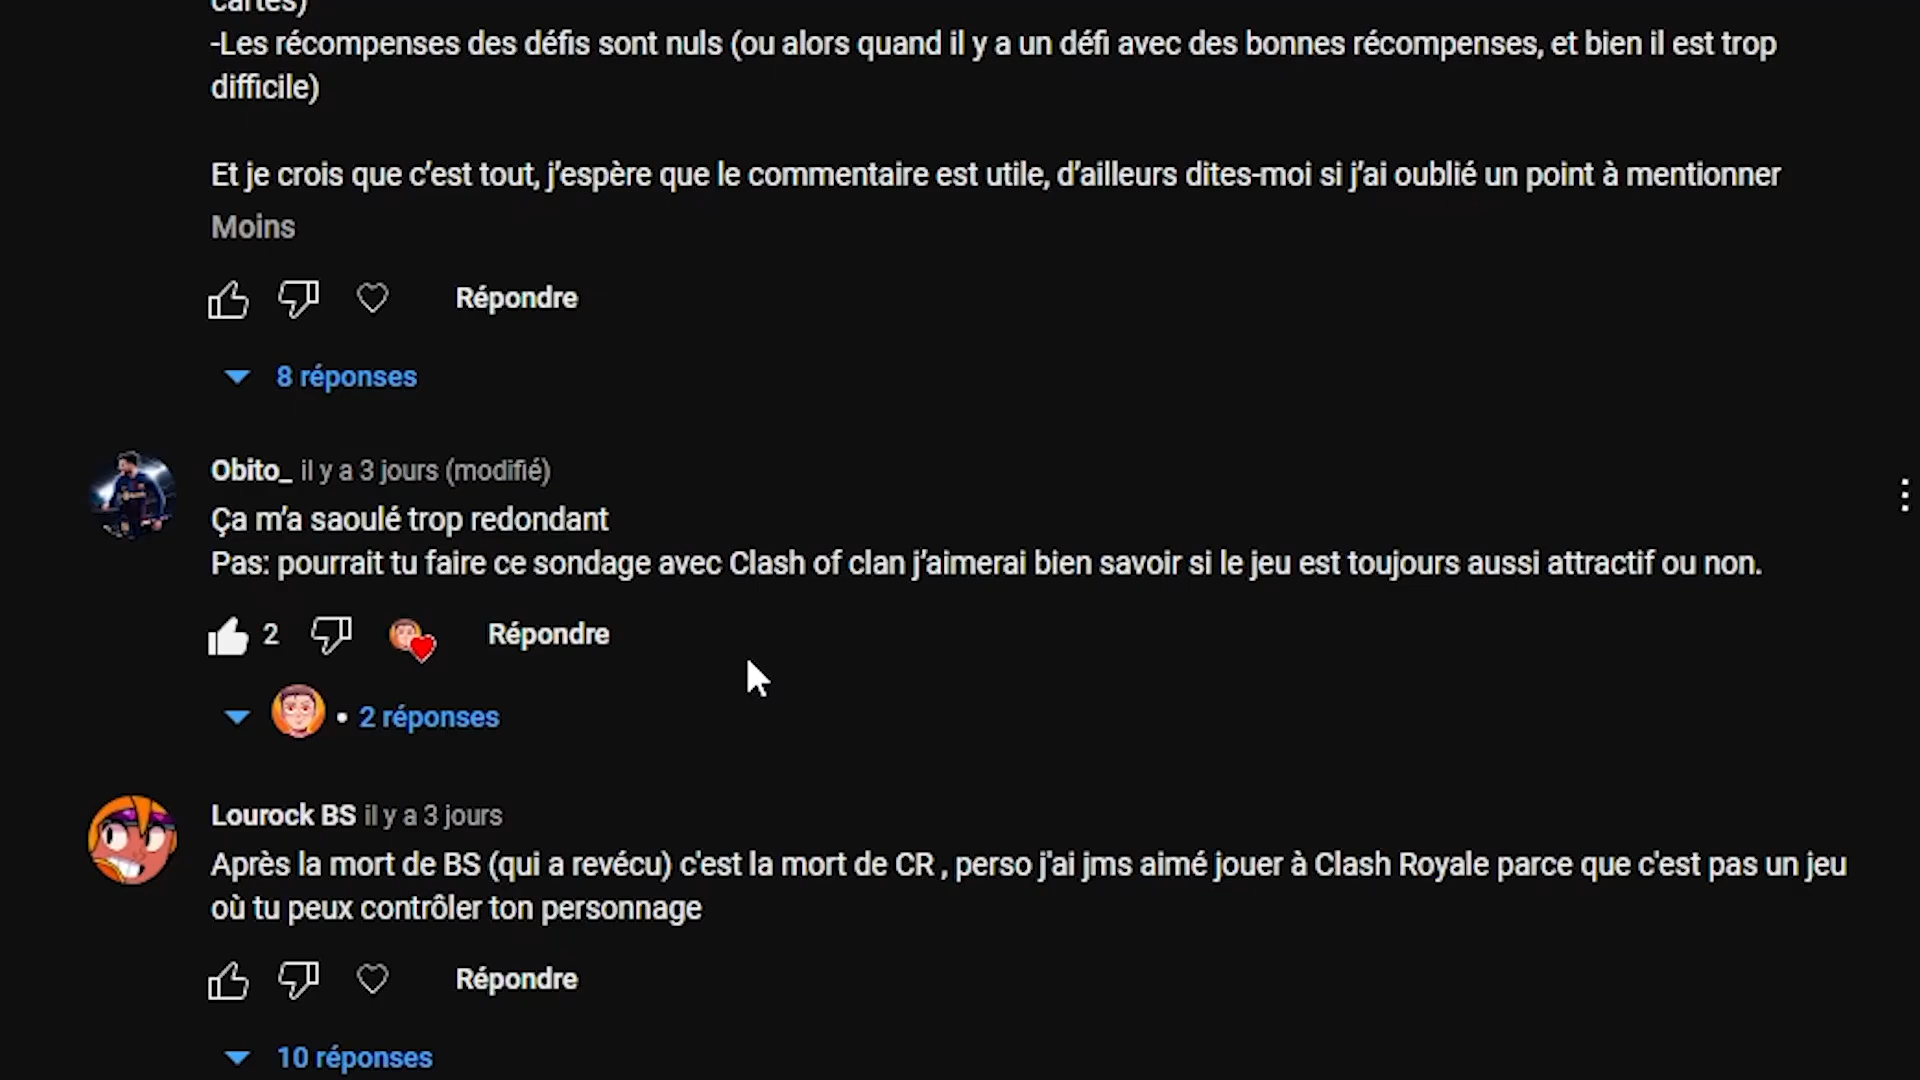 cartes)
-Les récompenses des défis sont nuls (ou alors quand il y a un défi avec des bonnes récompenses, et bien il est trop
difficile)
Et je crois que c’est tout, j’espère que le commentaire est utile, d’ailleurs dites-moi si j’ai oublié un point à mentionner
Moins
Répondre
8 réponses
Obito_ il y a 3 jours (modifié)
Ça m’a saoulé trop redondant
Pas: pourrait tu faire ce sondage avec Clash of clan j’aimerai bien savoir si le jeu est toujours aussi attractif ou non.
2 Répondre
• 2 réponses
Lourock BS il y a 3 jours
Après la mort de BS (qui a revécu) c'est la mort de CR , perso j'ai jms aimé jouer à Clash Royale parce que c'est pas un jeu
où tu peux contrôler ton personnage
Répondre
10 réponses